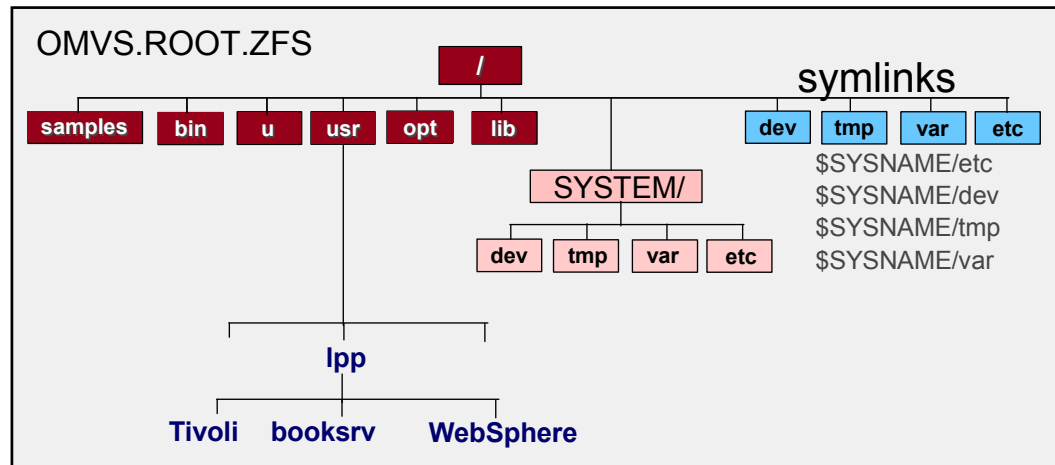 OMVS.ROOT.ZFS
/
symlinks
samples
bin
u
usr
opt
lib
dev
tmp
var
etc
$SYSNAME/etc
$SYSNAME/dev
$SYSNAME/tmp
$SYSNAME/var
SYSTEM/
dev
tmp
var
etc
lpp
Tivoli
booksrv
WebSphere